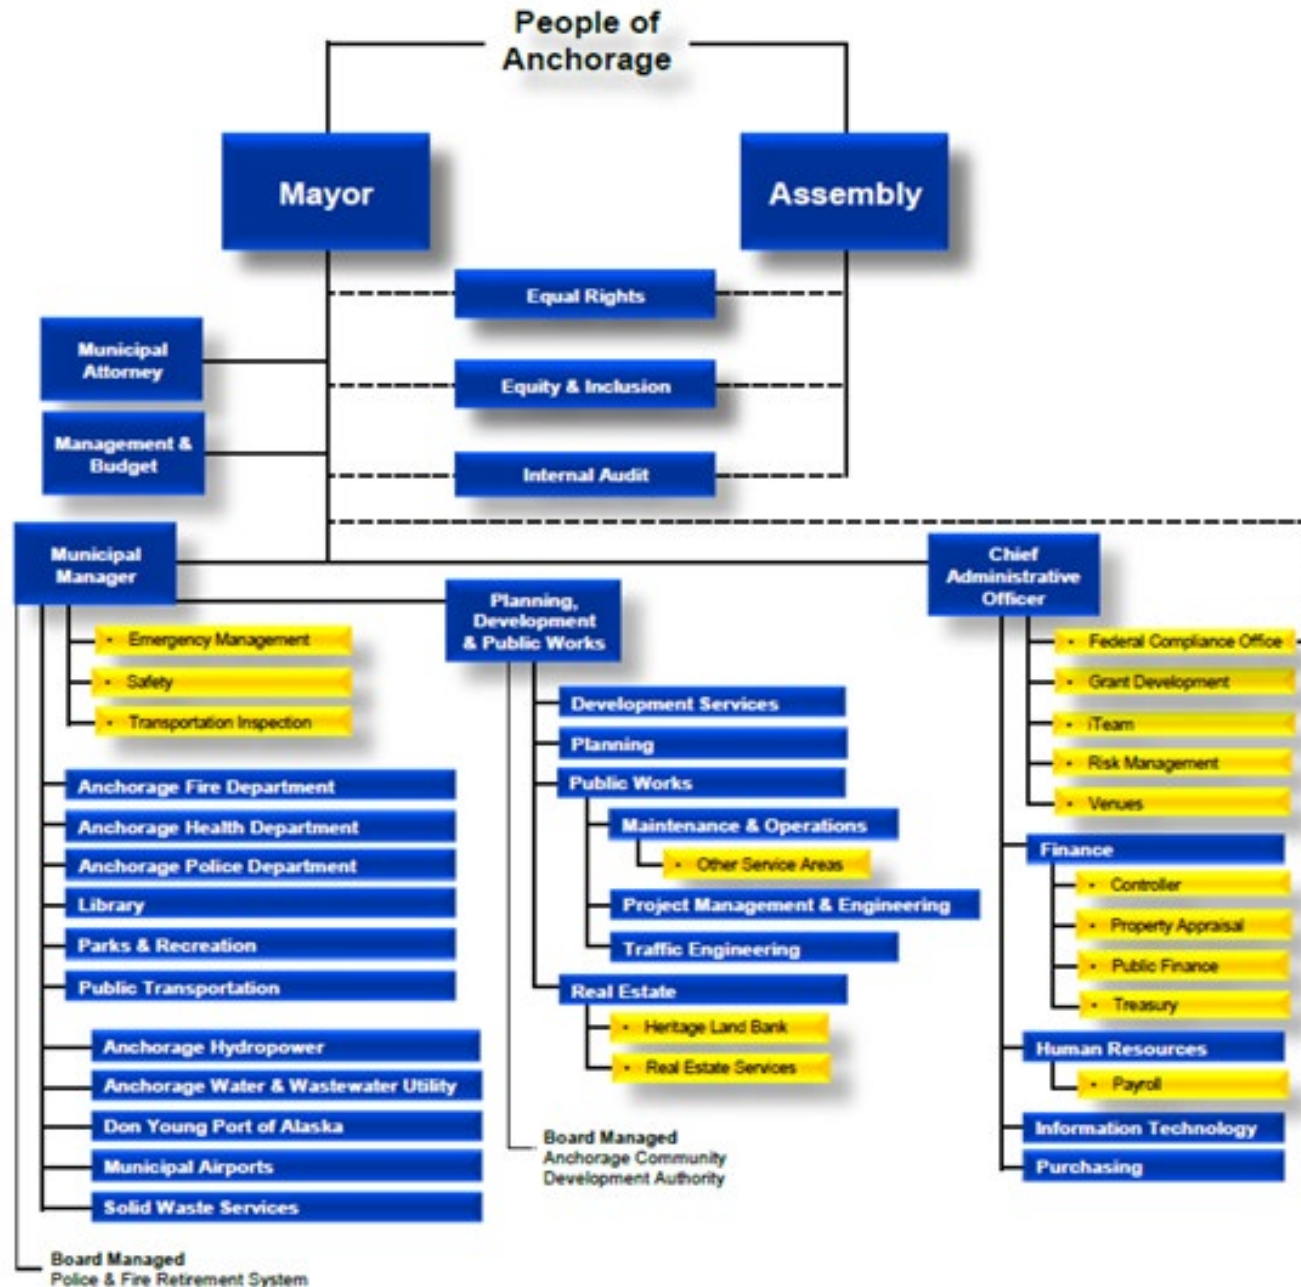 People of
Anchorage
Mayor
Assembly
Equal Rights
Municipal
Attorney
Equity & Inclusion
Management &
Budget
Internal Audit
Municipal
Manager
Chief
Administrative
Officer
Planning,
Development
& Public Works
• Emergency Management
• Safety
• Transportation Inspection
Anchorage Fire Department
Anchorage Health Department
Anchorage Police Department
Library
Parks & Recreation
Public Transportation
Anchorage Hydropower
Anchorage Water & Wastewater Utility
Don Young Port of Alaska
Municipal Airports
Solid Waste Services
Board Managed
Police & Fire Retirement System
Development Services
Planning
Public Works
Maintenance & Operations
• Other Service Areas
Project Management & Engineering
Traffic Engineering
Real Estate
• Heritage Land Bank
• Real Estate Services
Board Managed
Anchorage Community
Development Authority
• Federal Compliance Office
• Grant Development
• iTeam
• Risk Management
• Venues
Finance
• Controller
• Property Appraisal
• Public Finance
• Treasury
Human Resources
• Payroll
Information Technology
Purchasing